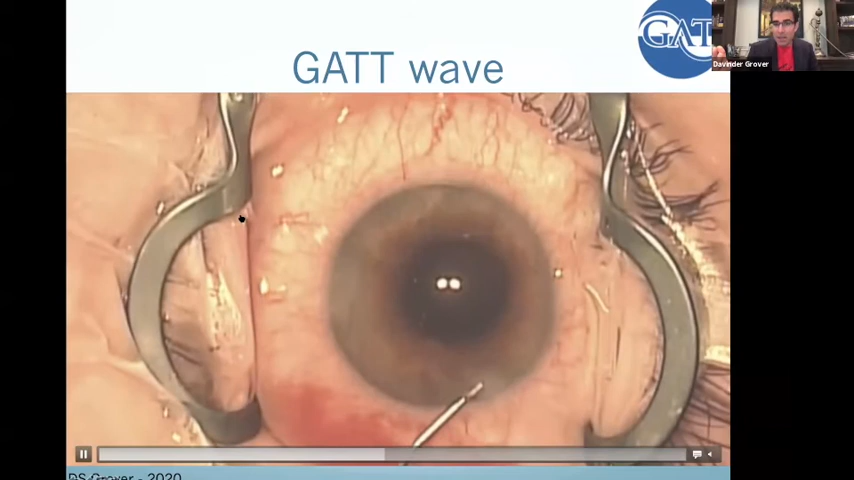 GATT wave
GAT
Davinder Grover
DS Grover - 2020